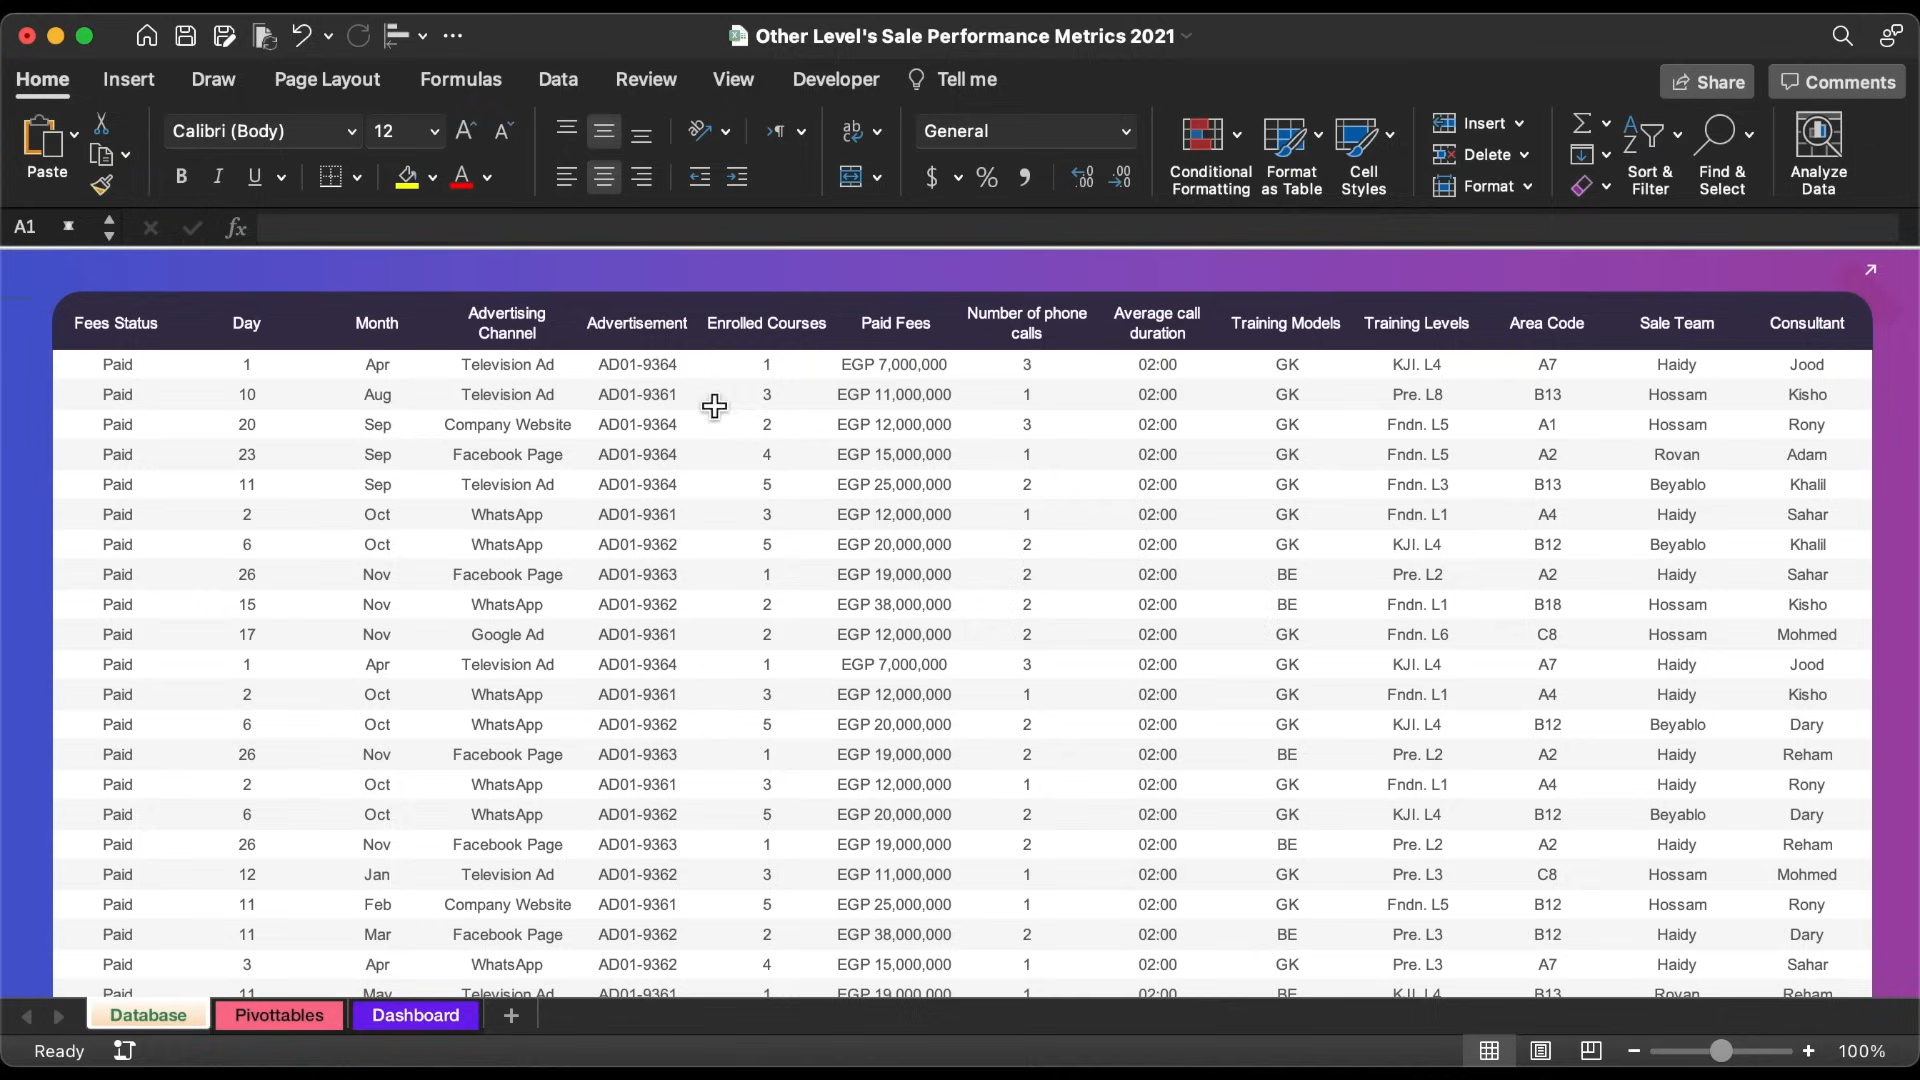 Other Level's Sale Performance Metrics 2021
Home Insert Draw Page Layout Formulas Data Review View Developer Tell me Share Comments
Paste Calibri (Body) 12 General Conditional Formatting Format as Table Cell Styles Insert Delete Format Sort & Filter Find & Select Analyze Data
A1 fx
Fees Status Day Month Advertising Channel Advertisement Enrolled Courses Paid Fees Number of phone calls Average call duration Training Models Training Levels Area Code Sale Team Consultant
Paid 1 Apr Television Ad AD01-9364 1 EGP 7,000,000 3 02:00 GK KJI. L4 A7 Haidy Jood
Paid 10 Aug Television Ad AD01-9361 3 EGP 11,000,000 1 02:00 GK Pre. L8 B13 Hossam Kisho
Paid 20 Sep Company Website AD01-9364 2 EGP 12,000,000 3 02:00 GK Fndn. L5 A1 Hossam Rony
Paid 23 Sep Facebook Page AD01-9364 4 EGP 15,000,000 1 02:00 GK Fndn. L5 A2 Rovan Adam
Paid 11 Sep Television Ad AD01-9364 5 EGP 25,000,000 2 02:00 GK Fndn. L3 B13 Beyablo Khalil
Paid 2 Oct WhatsApp AD01-9361 3 EGP 12,000,000 1 02:00 GK Fndn. L1 A4 Haidy Sahar
Paid 6 Oct WhatsApp AD01-9362 5 EGP 20,000,000 2 02:00 GK KJI. L4 B12 Beyablo Khalil
Paid 26 Nov Facebook Page AD01-9363 1 EGP 19,000,000 2 02:00 BE Pre. L2 A2 Haidy Sahar
Paid 15 Nov WhatsApp AD01-9362 2 EGP 38,000,000 2 02:00 BE Fndn. L1 B18 Hossam Kisho
Paid 17 Nov Google Ad AD01-9361 2 EGP 12,000,000 2 02:00 GK Fndn. L6 C8 Hossam Mohmed
Paid 1 Apr Television Ad AD01-9364 1 EGP 7,000,000 3 02:00 GK KJI. L4 A7 Haidy Jood
Paid 2 Oct WhatsApp AD01-9361 3 EGP 12,000,000 1 02:00 GK Fndn. L1 A4 Haidy Kisho
Paid 6 Oct WhatsApp AD01-9362 5 EGP 20,000,000 2 02:00 GK KJI. L4 B12 Beyablo Dary
Paid 26 Nov Facebook Page AD01-9363 1 EGP 19,000,000 2 02:00 BE Pre. L2 A2 Haidy Reham
Paid 2 Oct WhatsApp AD01-9361 3 EGP 12,000,000 1 02:00 GK Fndn. L1 A4 Haidy Rony
Paid 6 Oct WhatsApp AD01-9362 5 EGP 20,000,000 2 02:00 GK KJI. L4 B12 Beyablo Dary
Paid 26 Nov Facebook Page AD01-9363 1 EGP 19,000,000 2 02:00 BE Pre. L2 A2 Haidy Reham
Paid 12 Jan Television Ad AD01-9362 3 EGP 11,000,000 1 02:00 GK Pre. L3 C8 Hossam Mohmed
Paid 11 Feb Company Website AD01-9361 5 EGP 25,000,000 1 02:00 GK Fndn. L5 B12 Hossam Rony
Paid 11 Mar Facebook Page AD01-9362 2 EGP 38,000,000 2 02:00 BE Pre. L3 B12 Haidy Dary
Paid 3 Apr WhatsApp AD01-9362 4 EGP 15,000,000 1 02:00 GK Pre. L3 A7 Haidy Sahar
Paid 11 May Television Ad AD01-9361 1 EGP 19,000,000 1 02:00 BE KJI. L4 B13 Rovan Reham
Database Pivottables Dashboard
Ready 100%